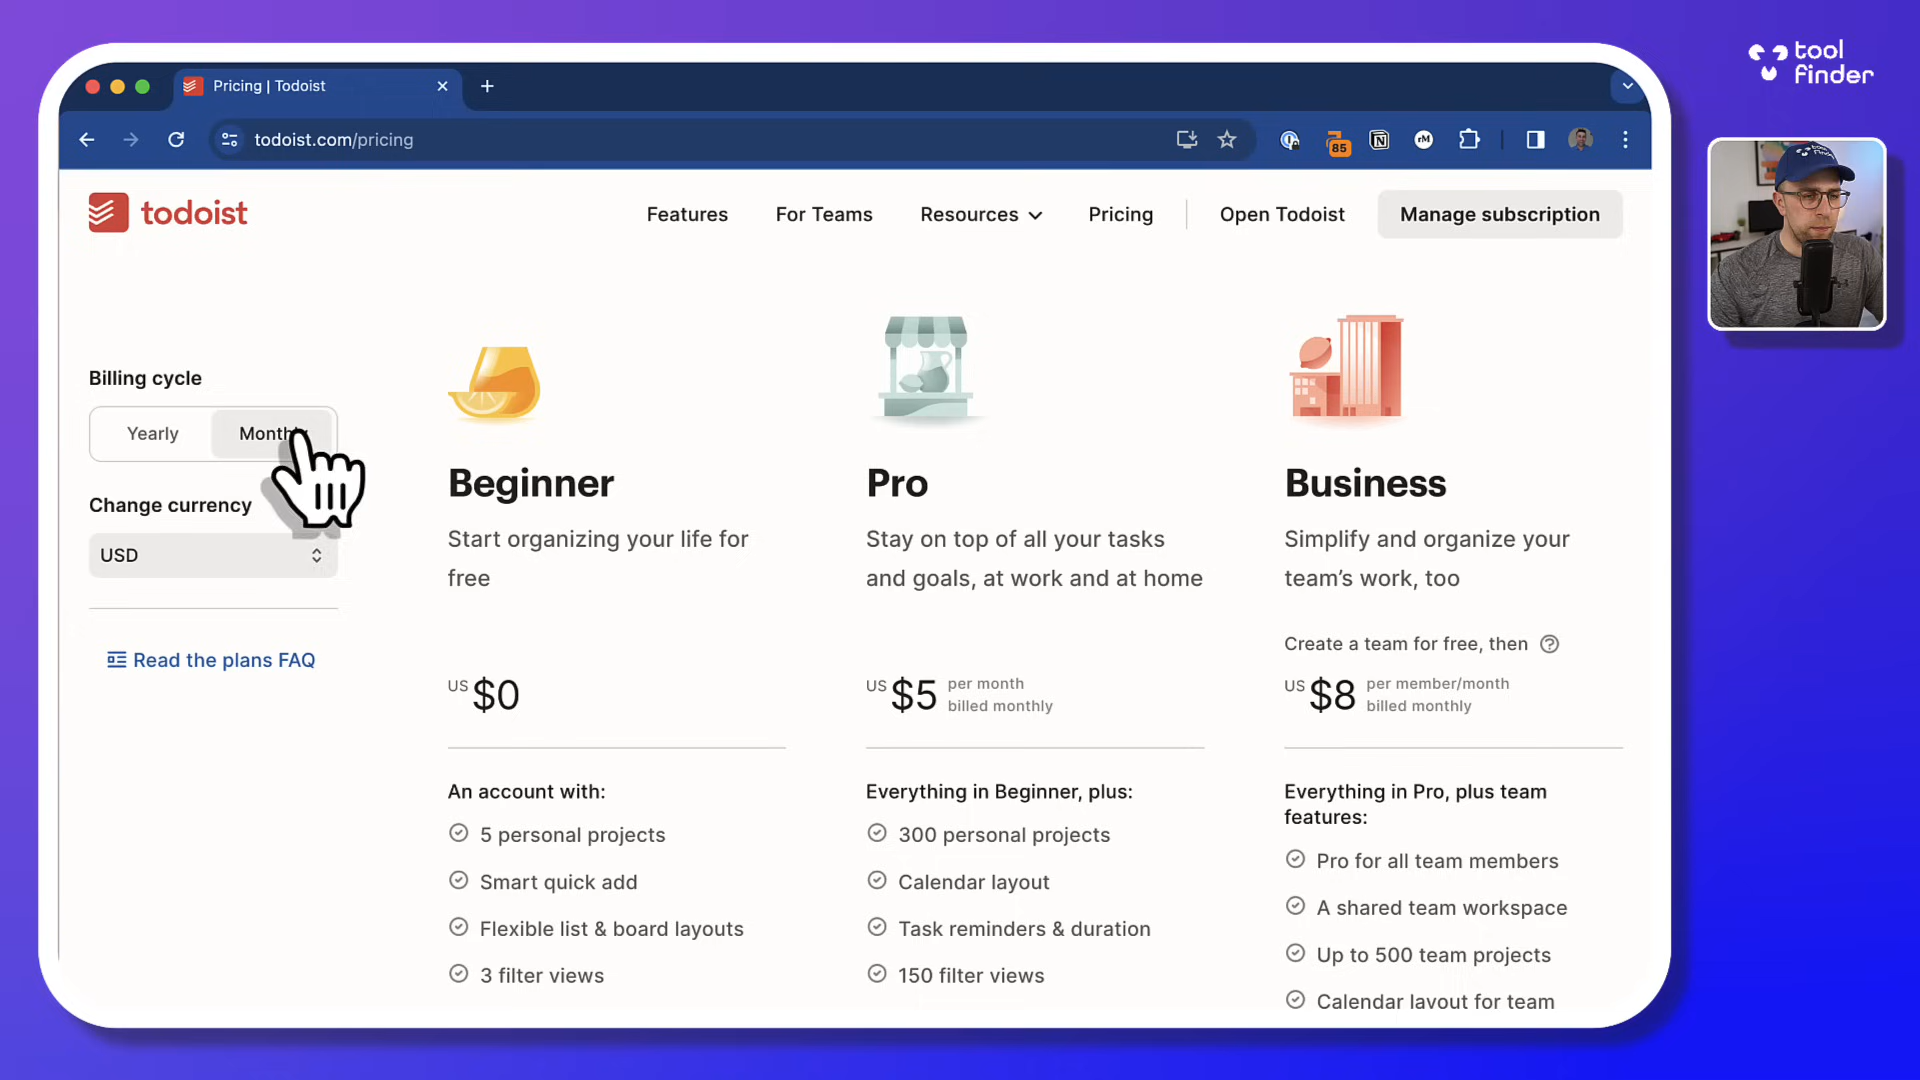 tool
finder
Pricing | Todoist
todoist.com/pricing
85
todoist
Features
For Teams
Resources
Pricing
Open Todoist
Manage subscription
Billing cycle
Yearly
Monthly
Change currency
USD
Read the plans FAQ
Beginner
Start organizing your life for
free
US $0
An account with:
5 personal projects
Smart quick add
Flexible list & board layouts
3 filter views
Pro
Stay on top of all your tasks
and goals, at work and at home
US $5 per month
billed monthly
Everything in Beginner, plus:
300 personal projects
Calendar layout
Task reminders & duration
150 filter views
Business
Simplify and organize your
team's work, too
Create a team for free, then
US $8 per member/month
billed monthly
Everything in Pro, plus team
features:
Pro for all team members
A shared team workspace
Up to 500 team projects
Calendar layout for team